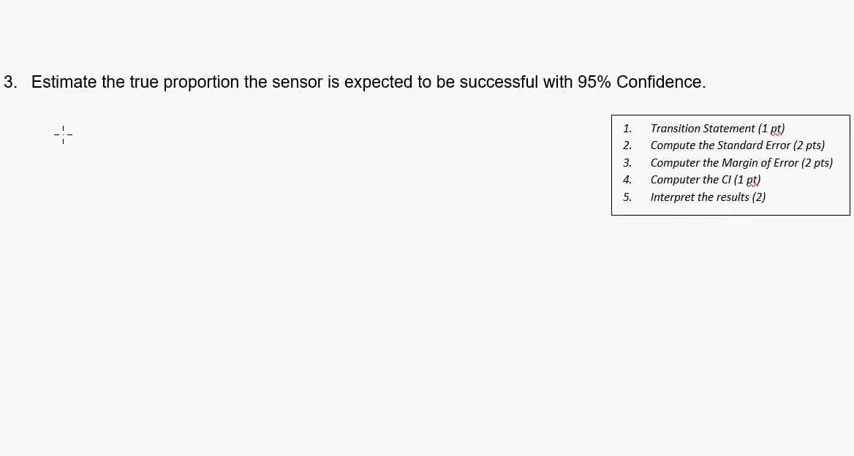 3. Estimate the true proportion the sensor is expected to be successful with 95% Confidence.
1. Transition Statement (1 pt)
2. Compute the Standard Error (2 pts)
3. Computer the Margin of Error (2 pts)
4. Computer the CI (1 pt)
5. Interpret the results (2)